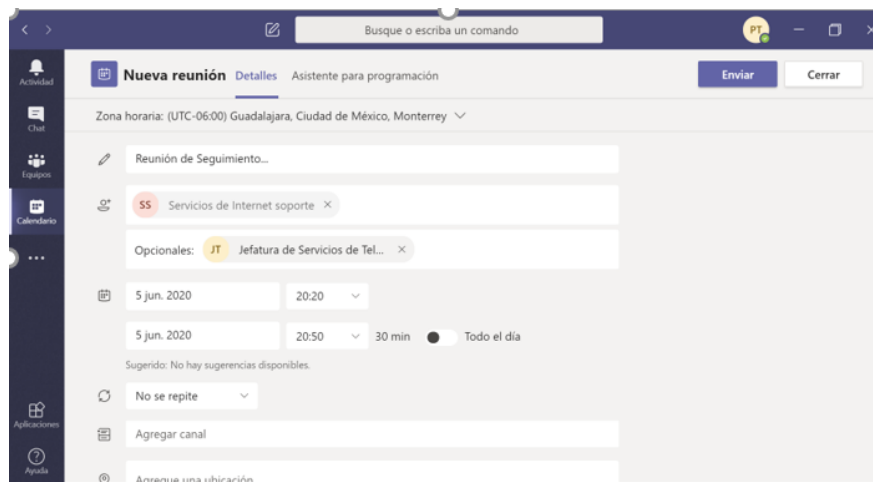 Busque o escriba un comando
PT
Actividad
Chat
Equipos
Calendario
Aplicaciones
Ayuda
Nueva reunión Detalles Asistente para programación Enviar Cerrar
Zona horaria: (UTC-06:00) Guadalajara, Ciudad de México, Monterrey
Reunión de Seguimiento...
SS Servicios de Internet soporte ×
Opcionales: JT Jefatura de Servicios de Tel... ×
5 jun. 2020 20:20
5 jun. 2020 20:50 30 min Todo el día
Sugerido: No hay sugerencias disponibles.
No se repite
Agregar canal
Agregue una ubicación